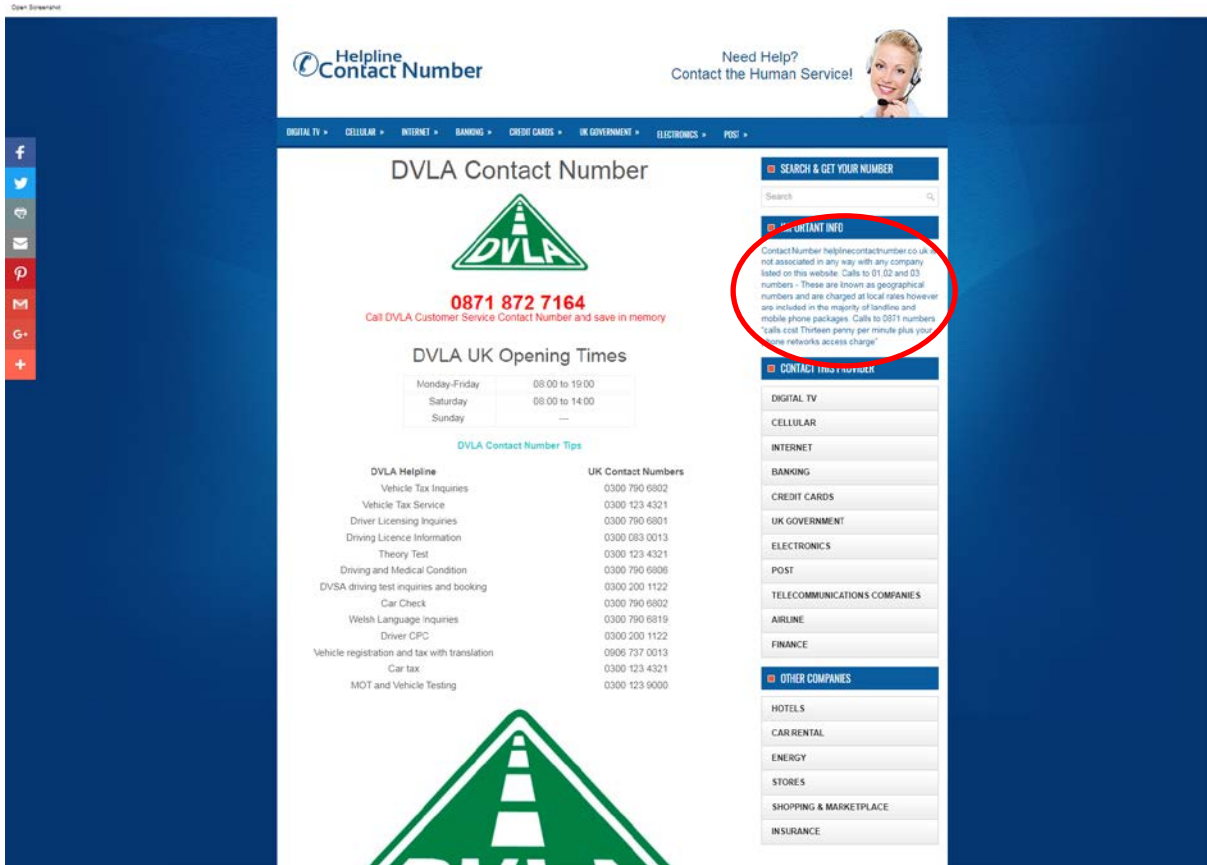 Open Screenshot
Helpline
Contact Number
Need Help?
Contact the Human Service!
DIGITAL TV » CELLULAR » INTERNET » BANKING » CREDIT CARDS » UK GOVERNMENT » ELECTRONICS » POST »
DVLA Contact Number
DVLA
0871 872 7164
Call DVLA Customer Service Contact Number and save in memory
DVLA UK Opening Times
Monday-Friday 08:00 to 19:00
Saturday 08:00 to 14:00
Sunday —
DVLA Contact Number Tips
DVLA Helpline UK Contact Numbers
Vehicle Tax Inquiries 0300 790 6802
Vehicle Tax Service 0300 123 4321
Driver Licensing Inquiries 0300 790 6801
Driving Licence Information 0300 083 0013
Theory Test 0300 123 4321
Driving and Medical Condition 0300 790 6806
DVSA driving test inquiries and booking 0300 200 1122
Car Check 0300 790 6802
Welsh Language Inquiries 0300 790 6819
Driver CPC 0300 200 1122
Vehicle registration and tax with translation 0906 737 0013
Car tax 0300 123 4321
MOT and Vehicle Testing 0300 123 9000
DVLA
SEARCH & GET YOUR NUMBER
Search
IMPORTANT INFO
Contact Number helplinecontactnumber.co.uk is
not associated in any way with any company
listed on this website. Calls to 01,02 and 03
numbers - These are known as geographical
numbers and are charged at local rates however
are included in the majority of landline and
mobile phone packages. Calls to 0871 numbers
"calls cost Thirteen penny per minute plus your
phone networks access charge"
CONTACT THIS PROVIDER
DIGITAL TV
CELLULAR
INTERNET
BANKING
CREDIT CARDS
UK GOVERNMENT
ELECTRONICS
POST
TELECOMMUNICATIONS COMPANIES
AIRLINE
FINANCE
OTHER COMPANIES
HOTELS
CAR RENTAL
ENERGY
STORES
SHOPPING & MARKETPLACE
INSURANCE